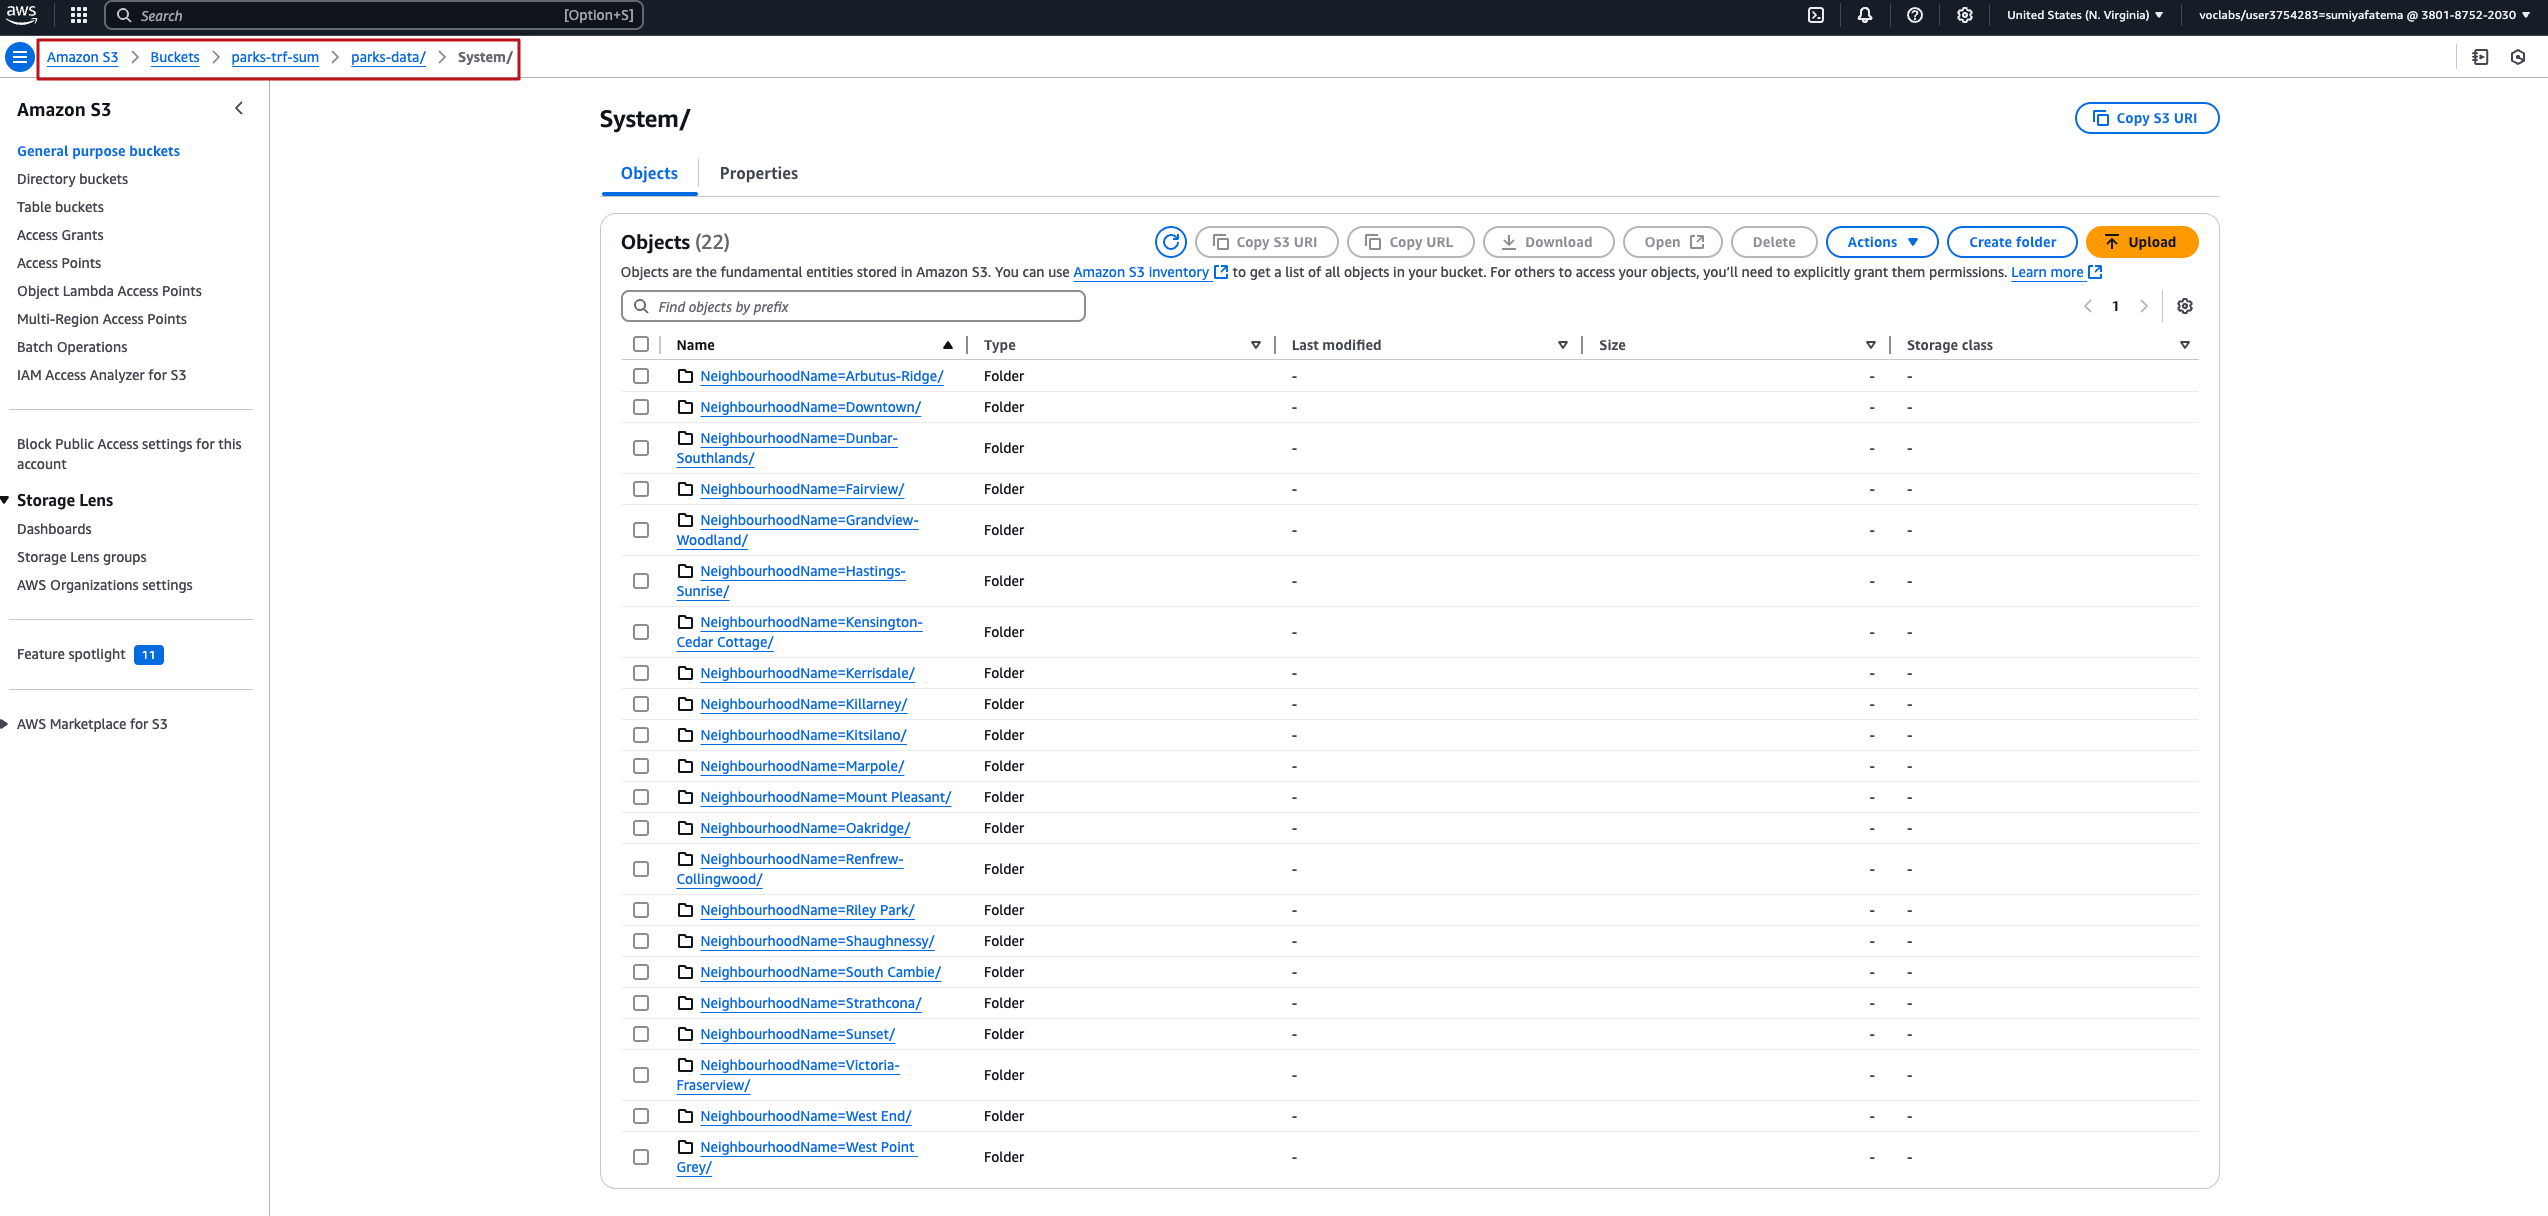 aws
Search [Option+S] United States (N. Virginia) voclabs/user3754283=sumiyafatema @ 3801-8752-2030
Amazon S3 Buckets parks-trf-sum parks-data/ System/
Amazon S3
General purpose buckets
Directory buckets
Table buckets
Access Grants
Access Points
Object Lambda Access Points
Multi-Region Access Points
Batch Operations
IAM Access Analyzer for S3
Block Public Access settings for this
account
Storage Lens
Dashboards
Storage Lens groups
AWS Organizations settings
Feature spotlight 11
AWS Marketplace for S3
System/
Copy S3 URI
Objects Properties
Objects (22)
Copy S3 URI Copy URL Download Open Delete Actions Create folder Upload
Objects are the fundamental entities stored in Amazon S3. You can use Amazon S3 inventory to get a list of all objects in your bucket. For others to access your objects, you'll need to explicitly grant them permissions. Learn more
Find objects by prefix
1
Name Type Last modified Size Storage class
NeighbourhoodName=Arbutus-Ridge/ Folder - - -
NeighbourhoodName=Downtown/ Folder - - -
NeighbourhoodName=Dunbar-
Southlands/ Folder - - -
NeighbourhoodName=Fairview/ Folder - - -
NeighbourhoodName=Grandview-
Woodland/ Folder - - -
NeighbourhoodName=Hastings-
Sunrise/ Folder - - -
NeighbourhoodName=Kensington-
Cedar Cottage/ Folder - - -
NeighbourhoodName=Kerrisdale/ Folder - - -
NeighbourhoodName=Killarney/ Folder - - -
NeighbourhoodName=Kitsilano/ Folder - - -
NeighbourhoodName=Marpole/ Folder - - -
NeighbourhoodName=Mount Pleasant/ Folder - - -
NeighbourhoodName=Oakridge/ Folder - - -
NeighbourhoodName=Renfrew-
Collingwood/ Folder - - -
NeighbourhoodName=Riley Park/ Folder - - -
NeighbourhoodName=Shaughnessy/ Folder - - -
NeighbourhoodName=South Cambie/ Folder - - -
NeighbourhoodName=Strathcona/ Folder - - -
NeighbourhoodName=Sunset/ Folder - - -
NeighbourhoodName=Victoria-
Fraserview/ Folder - - -
NeighbourhoodName=West End/ Folder - - -
NeighbourhoodName=West Point
Grey/ Folder - - -